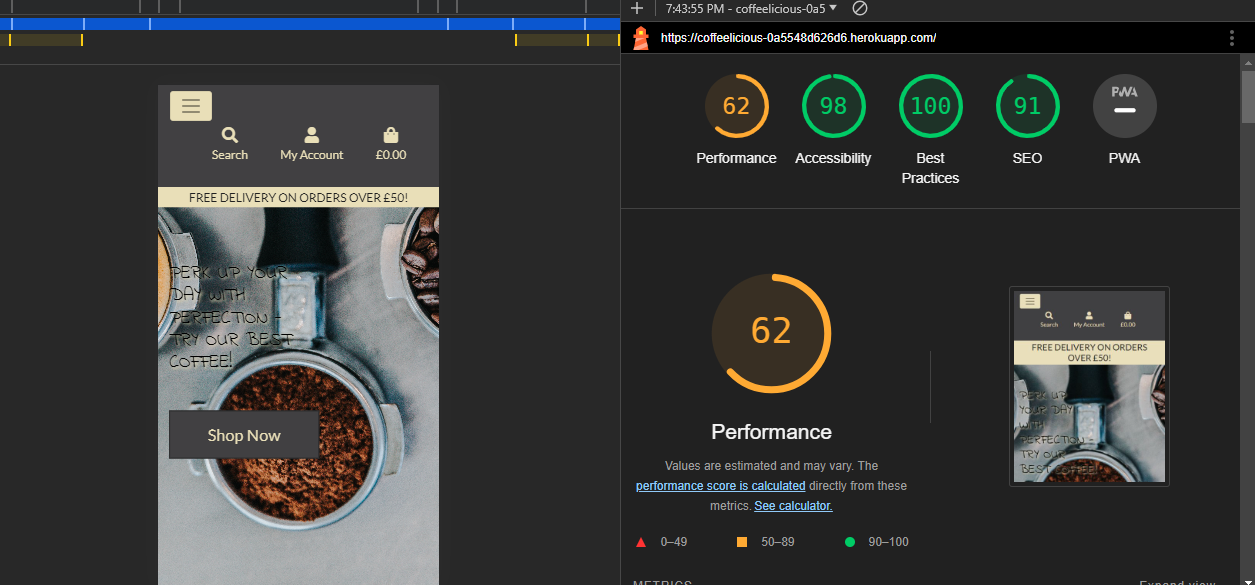 7:43:55 PM - coffeelicious-0a5
https://coffeelicious-0a5548d626d6.herokuapp.com/
Search
My Account
£0.00
FREE DELIVERY ON ORDERS OVER £50!
PERK UP YOUR
DAY WITH
PERFECTION -
TRY OUR BEST
COFFEE!
Shop Now
62
98
100
91
PWA
Performance
Accessibility
Best
Practices
SEO
PWA
62
Performance
Values are estimated and may vary. The
performance score is calculated directly from these
metrics. See calculator.
0–49
50–89
90–100
Search
My Account
£0.00
FREE DELIVERY ON ORDERS
OVER £50!
PERK UP
YOUR DAY
WITH
PERFECTION -
TRY OUR
BEST COFFEE!
METRICS
Expand view